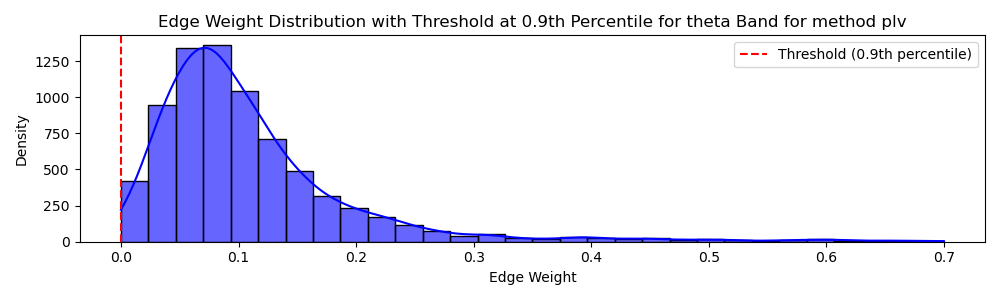 Edge Weight Distribution with Threshold at 0.9th Percentile for theta Band for method plv
Threshold (0.9th percentile)
Density
1250
1000
750
500
250
0
0.0 0.1 0.2 0.3 0.4 0.5 0.6 0.7
Edge Weight